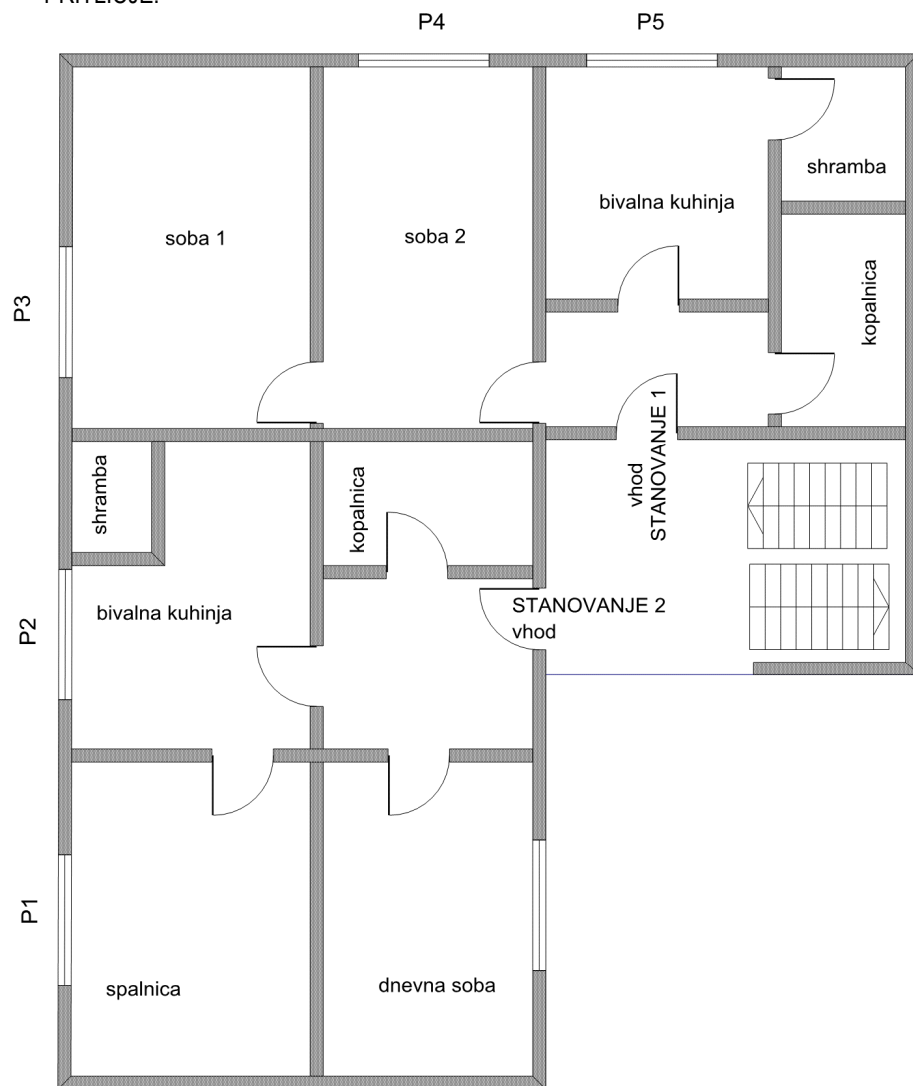 P4
P5
soba 1
soba 2
bivalna kuhinja
shramba
kopalnica
P3
vhod
STANOVANJE 1
shramba
kopalnica
bivalna kuhinja
STANOVANJE 2
vhod
P2
P1
spalnica
dnevna soba